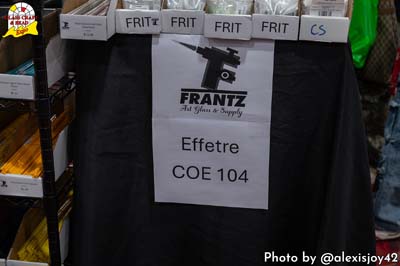 FRIT FRIT FRIT FRIT CS
FRANTZ
Art Glass & Supply
Effetre
COE 104
Photo by @alexisjoy42